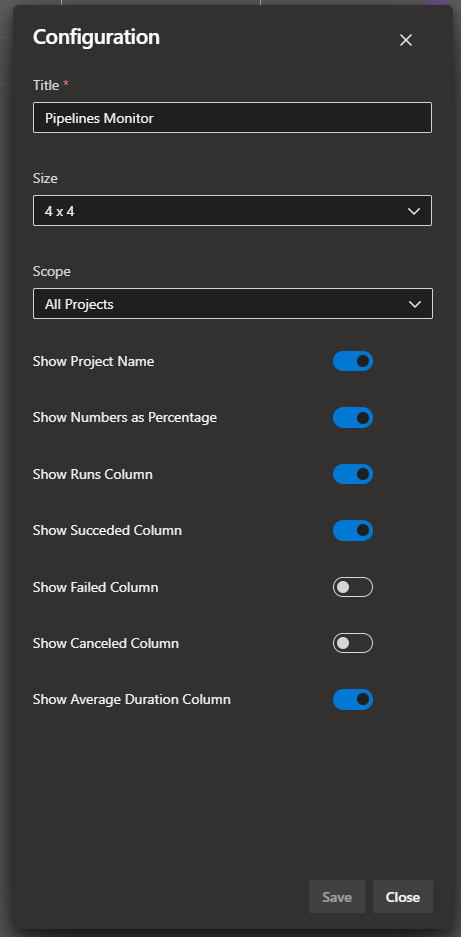 Configuration
Title *
Pipelines Monitor
Size
4 x 4
Scope
All Projects
Show Project Name
Show Numbers as Percentage
Show Runs Column
Show Succeded Column
Show Failed Column
Show Canceled Column
Show Average Duration Column
Save Close